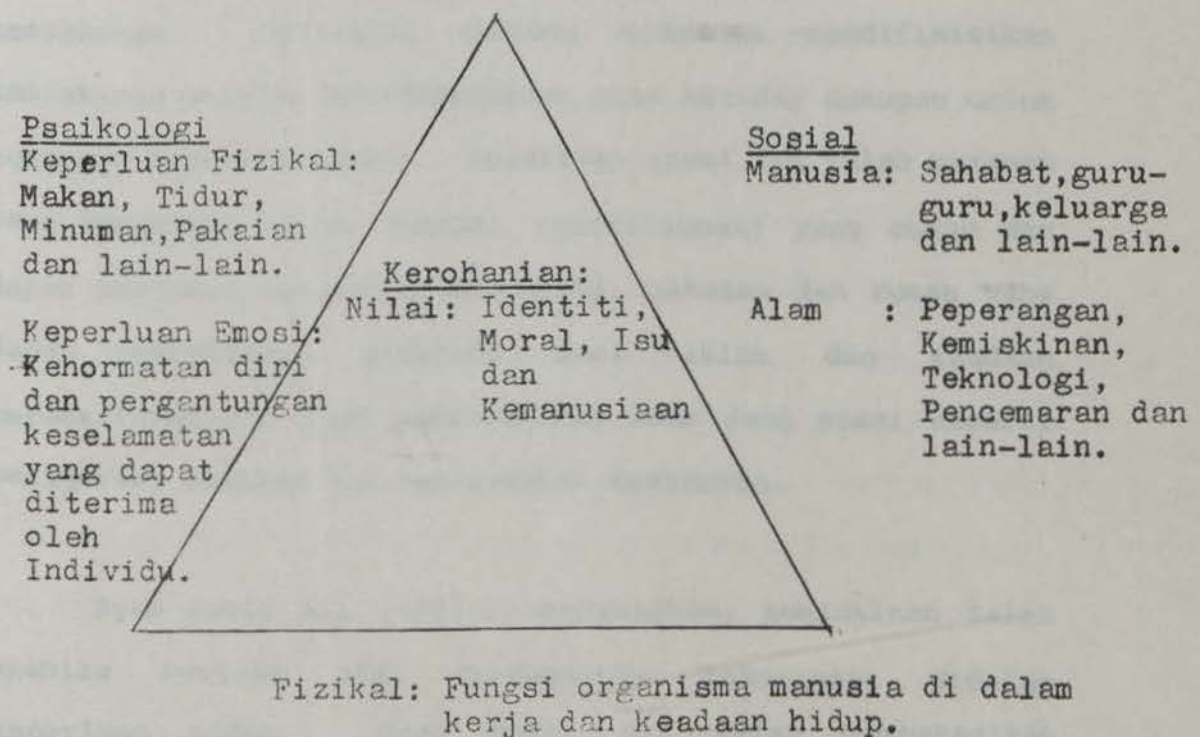 Psaikologi
Keperluan Fizikal:
Makan, Tidur,
Minuman,Pakaian
dan lain-lain.
Keperluan Emosi:
Kehormatan diri
dan pergantungan
keselamatan
yang dapat
diterima
oleh
Individu.
Kerohanian:
Nilai: Identiti,
Moral, Isu
dan
Kemanusiaan
Sosial
Manusia: Sahabat,guru-
guru,keluarga
dan lain-lain.
Alam : Peperangan,
Kemiskinan,
Teknologi,
Pencemaran dan
lain-lain.
Fizikal: Fungsi organisma manusia di dalam
kerja dan keadaan hidup.